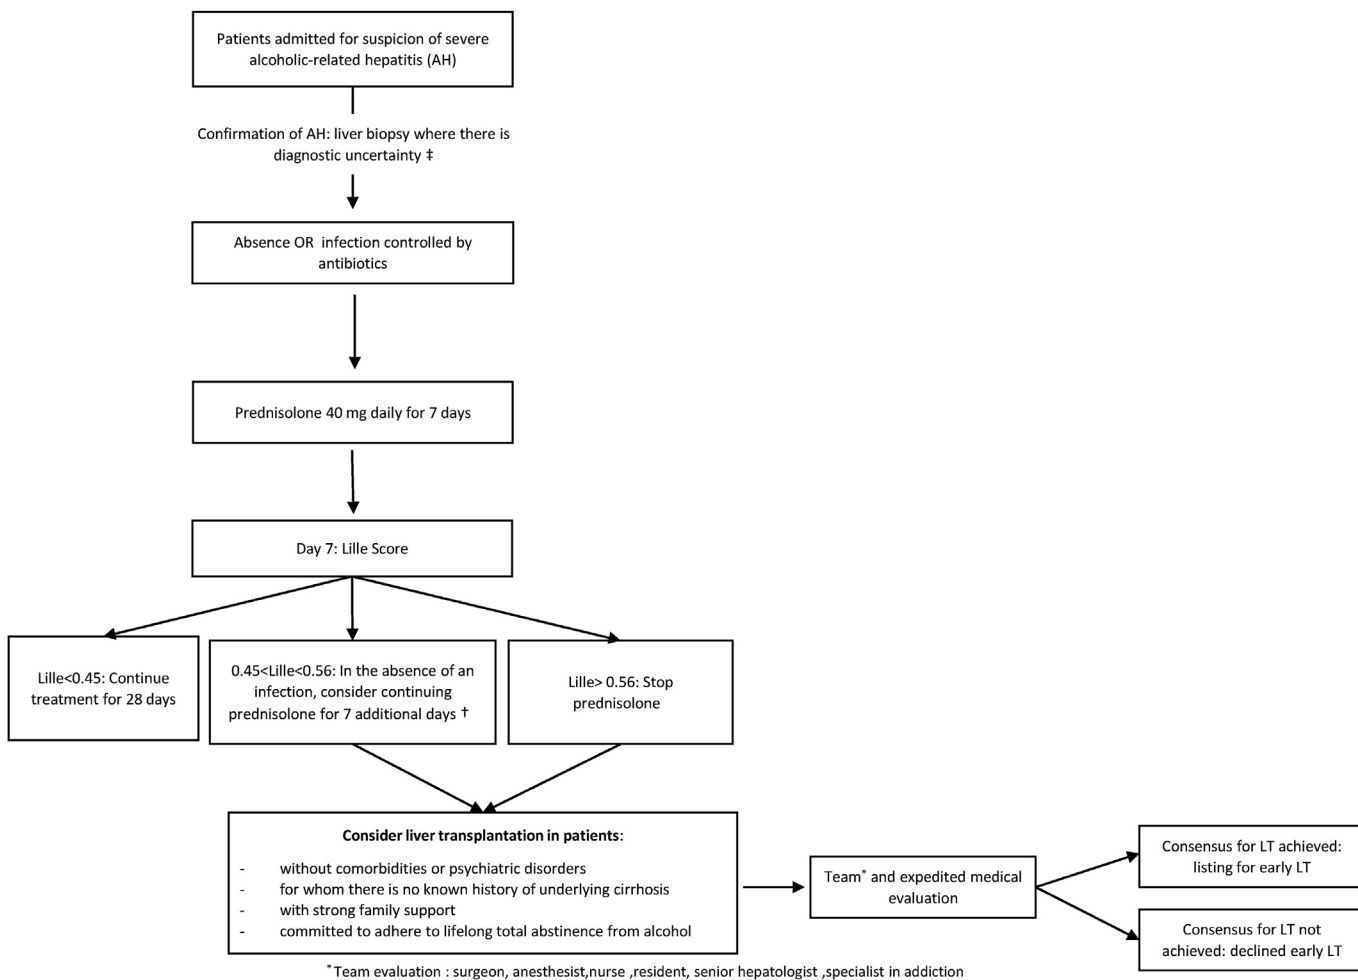 Patients admitted for suspicion of severe
alcoholic-related hepatitis (AH)
Confirmation of AH: liver biopsy where there is
diagnostic uncertainty ‡
Absence OR infection controlled by
antibiotics
Prednisolone 40 mg daily for 7 days
Day 7: Lille Score
Lille<0.45: Continue
treatment for 28 days
0.45<Lille<0.56: In the absence of an
infection, consider continuing
prednisolone for 7 additional days †
Lille> 0.56: Stop
prednisolone
Consider liver transplantation in patients:
- without comorbidities or psychiatric disorders
- for whom there is no known history of underlying cirrhosis
- with strong family support
- committed to adhere to lifelong total abstinence from alcohol
Team* and expedited medical
evaluation
Consensus for LT achieved:
listing for early LT
Consensus for LT not
achieved: declined early LT
*Team evaluation : surgeon, anesthesist,nurse ,resident, senior hepatologist ,specialist in addiction